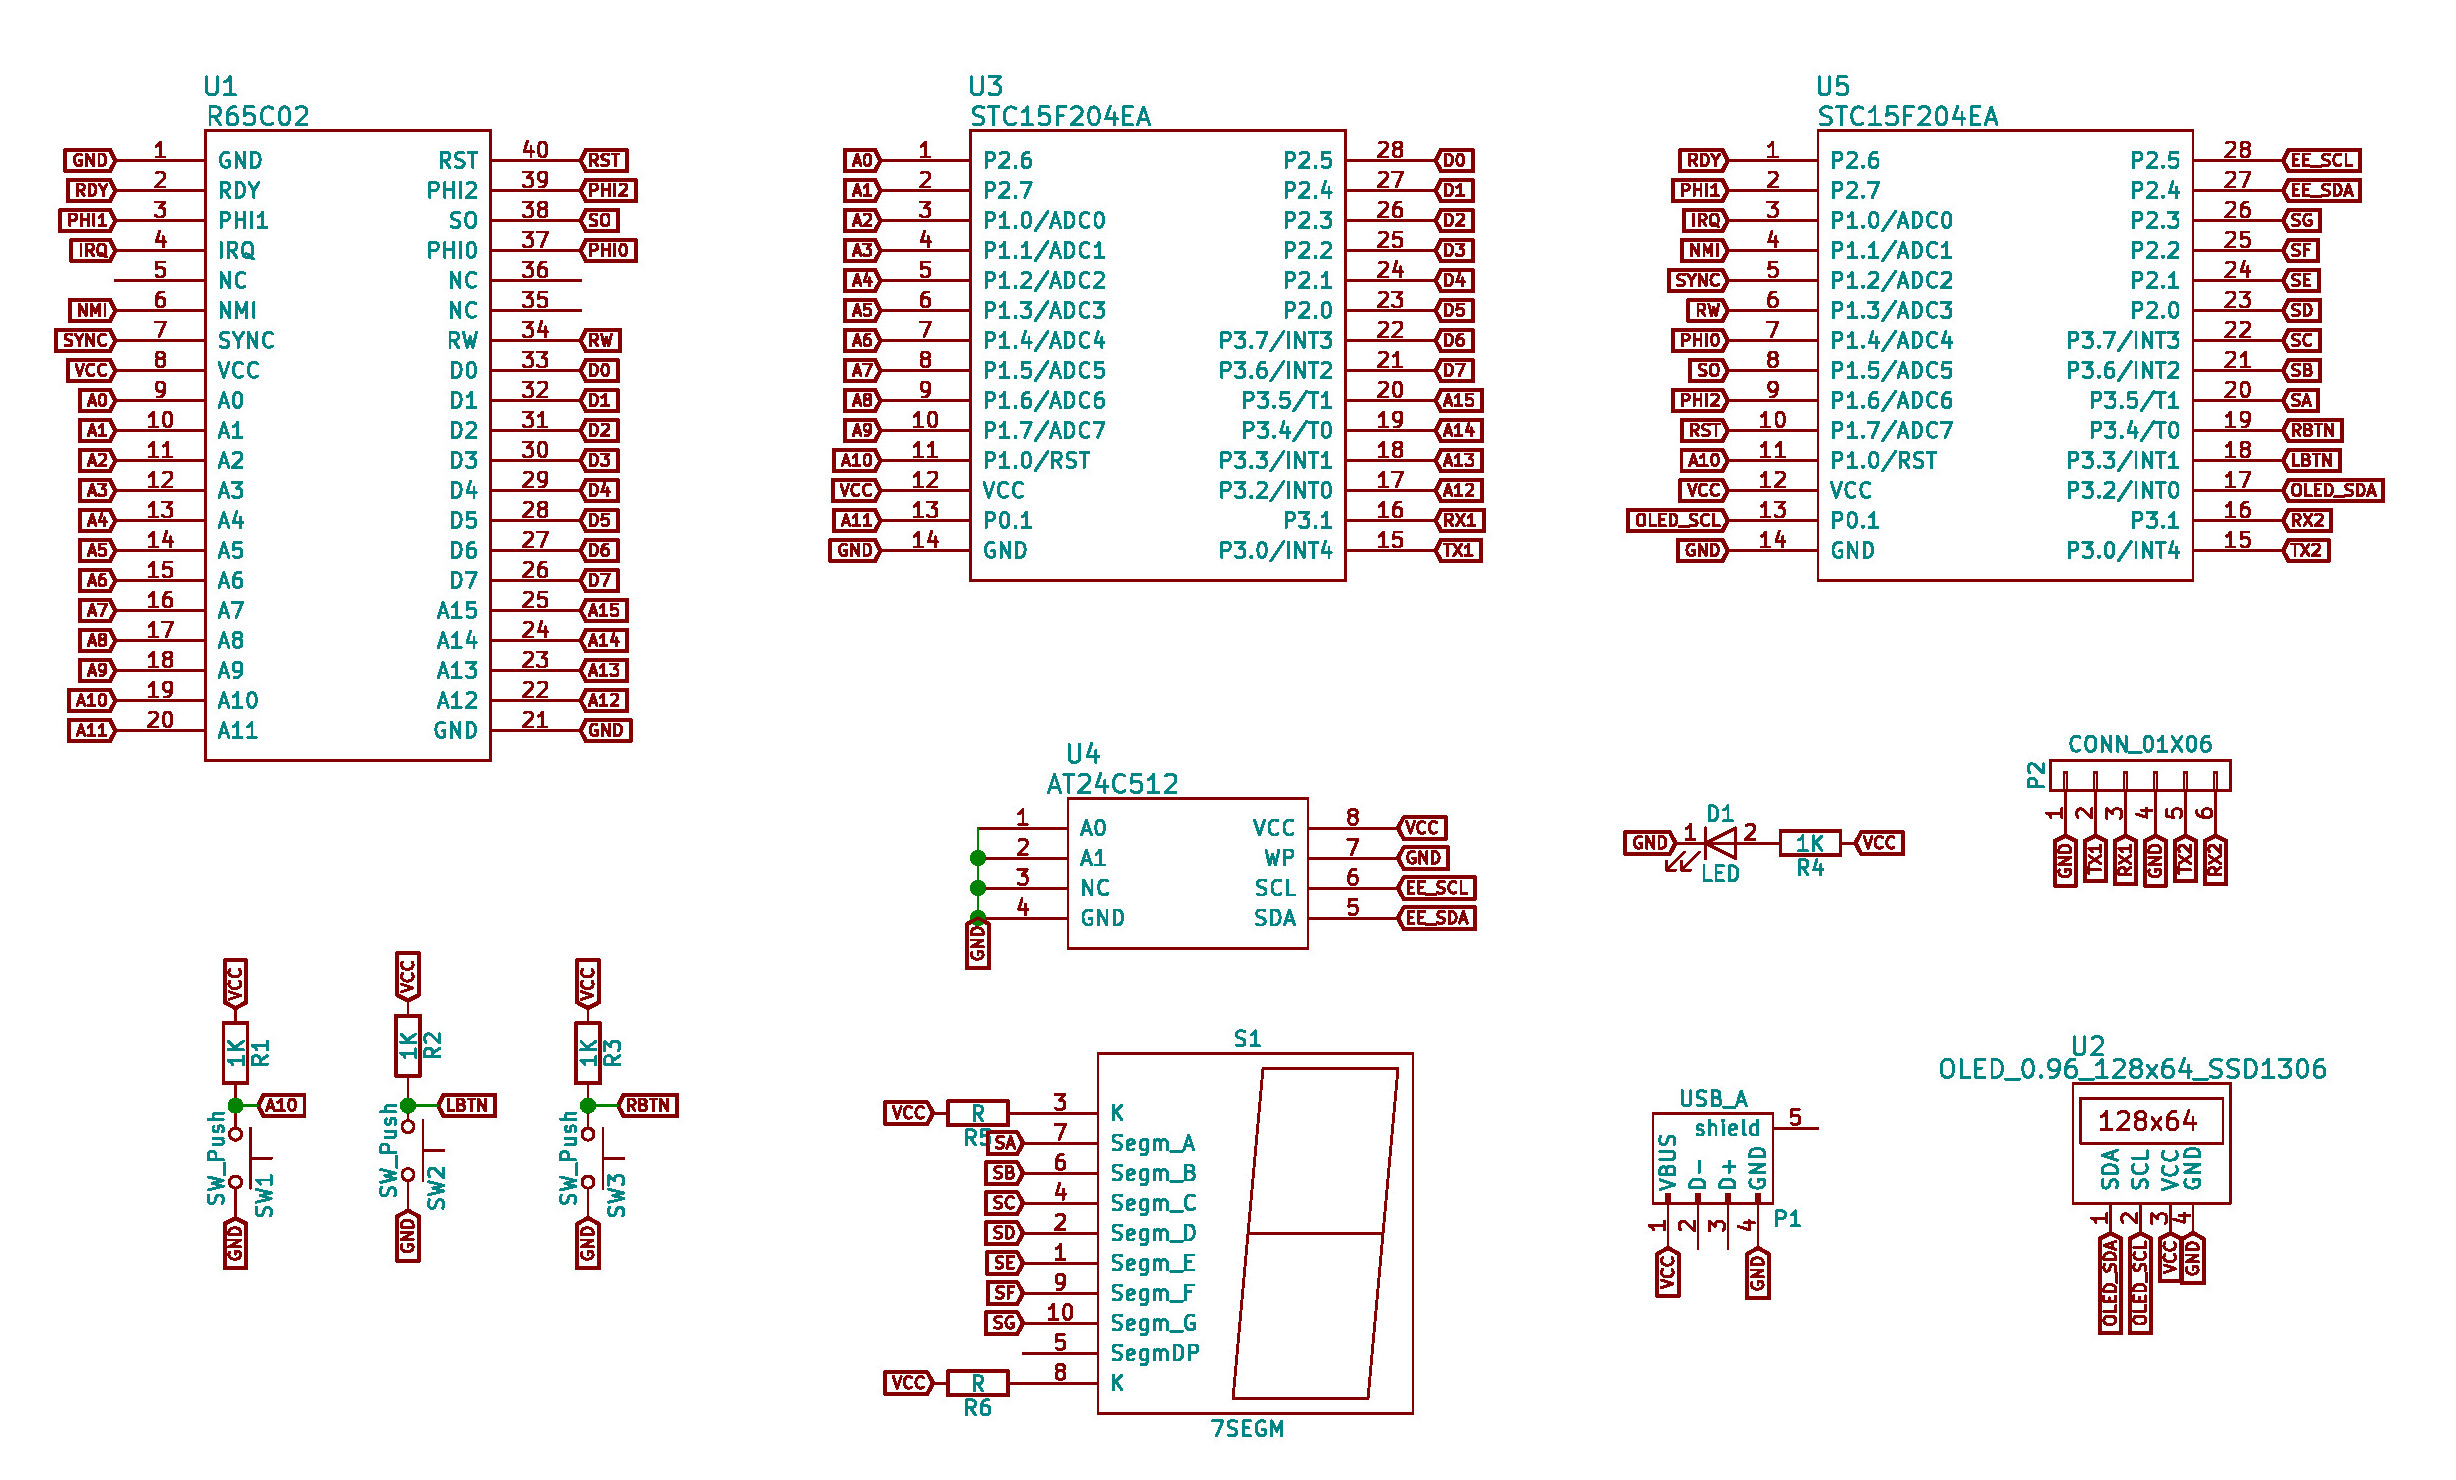 U1
R65C02
GND 1 GND RST 40 RST
RDY 2 RDY PHI2 39 PHI2
PHI1 3 PHI1 SO 38 SO
IRQ 4 IRQ PHI0 37 PHI0
5 NC NC 36
NMI 6 NMI NC 35
SYNC 7 SYNC RW 34 RW
VCC 8 VCC D0 33 D0
A0 9 A0 D1 32 D1
A1 10 A1 D2 31 D2
A2 11 A2 D3 30 D3
A3 12 A3 D4 29 D4
A4 13 A4 D5 28 D5
A5 14 A5 D6 27 D6
A6 15 A6 D7 26 D7
A7 16 A7 A15 25 A15
A8 17 A8 A14 24 A14
A9 18 A9 A13 23 A13
A10 19 A10 A12 22 A12
A11 20 A11 GND 21 GND
U3
STC15F204EA
A0 1 P2.6 P2.5 28 D0
A1 2 P2.7 P2.4 27 D1
A2 3 P1.0/ADC0 P2.3 26 D2
A3 4 P1.1/ADC1 P2.2 25 D3
A4 5 P1.2/ADC2 P2.1 24 D4
A5 6 P1.3/ADC3 P2.0 23 D5
A6 7 P1.4/ADC4 P3.7/INT3 22 D6
A7 8 P1.5/ADC5 P3.6/INT2 21 D7
A8 9 P1.6/ADC6 P3.5/T1 20 A15
A9 10 P1.7/ADC7 P3.4/T0 19 A14
A10 11 P1.0/RST P3.3/INT1 18 A13
VCC 12 VCC P3.2/INT0 17 A12
A11 13 P0.1 P3.1 16 RX1
GND 14 GND P3.0/INT4 15 TX1
U5
STC15F204EA
RDY 1 P2.6 P2.5 28 EE_SCL
PHI1 2 P2.7 P2.4 27 EE_SDA
IRQ 3 P1.0/ADC0 P2.3 26 SG
NMI 4 P1.1/ADC1 P2.2 25 SF
SYNC 5 P1.2/ADC2 P2.1 24 SE
RW 6 P1.3/ADC3 P2.0 23 SD
PHI0 7 P1.4/ADC4 P3.7/INT3 22 SC
SO 8 P1.5/ADC5 P3.6/INT2 21 SB
PHI2 9 P1.6/ADC6 P3.5/T1 20 SA
RST 10 P1.7/ADC7 P3.4/T0 19 RBTN
A10 11 P1.0/RST P3.3/INT1 18 LBTN
VCC 12 VCC P3.2/INT0 17 OLED_SDA
OLED_SCL 13 P0.1 P3.1 16 RX2
GND 14 GND P3.0/INT4 15 TX2
U4
AT24C512
1 A0 VCC 8 VCC
2 A1 WP 7 GND
3 NC SCL 6 EE_SCL
4 GND SDA 5 EE_SDA
GND
D1
GND 1 2 1K VCC
LED R4
CONN_01X06
P2
1 2 3 4 5 6
GND TX1 RX1 GND TX2 RX2
VCC
1K R1
A10
SW_Push SW1
GND
VCC
1K R2
LBTN
SW_Push SW2
GND
VCC
1K R3
RBTN
SW_Push SW3
GND
S1
VCC R 3 K
R5
SA 7 Segm_A
SB 6 Segm_B
SC 4 Segm_C
SD 2 Segm_D
SE 1 Segm_E
SF 9 Segm_F
SG 10 Segm_G
5 SegmDP
VCC R 8 K
R6
7SEGM
USB_A
shield 5
VBUS D- D+ GND
P1
1 2 3 4
VCC GND
U2
OLED_0.96_128x64_SSD1306
128x64
SDA SCL VCC GND
1 2 3 4
OLED_SDA OLED_SCL VCC GND